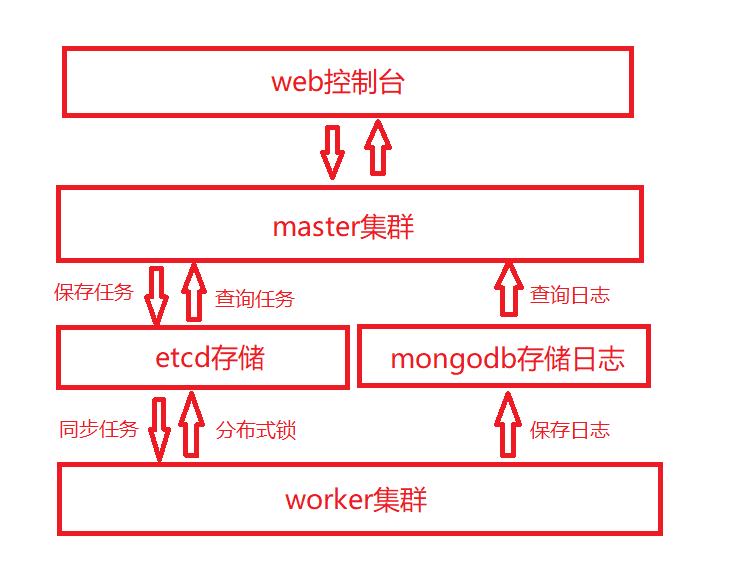 web控制台
master集群
保存任务
查询任务
查询日志
etcd存储
mongodb存储日志
同步任务
分布式锁
保存日志
worker集群